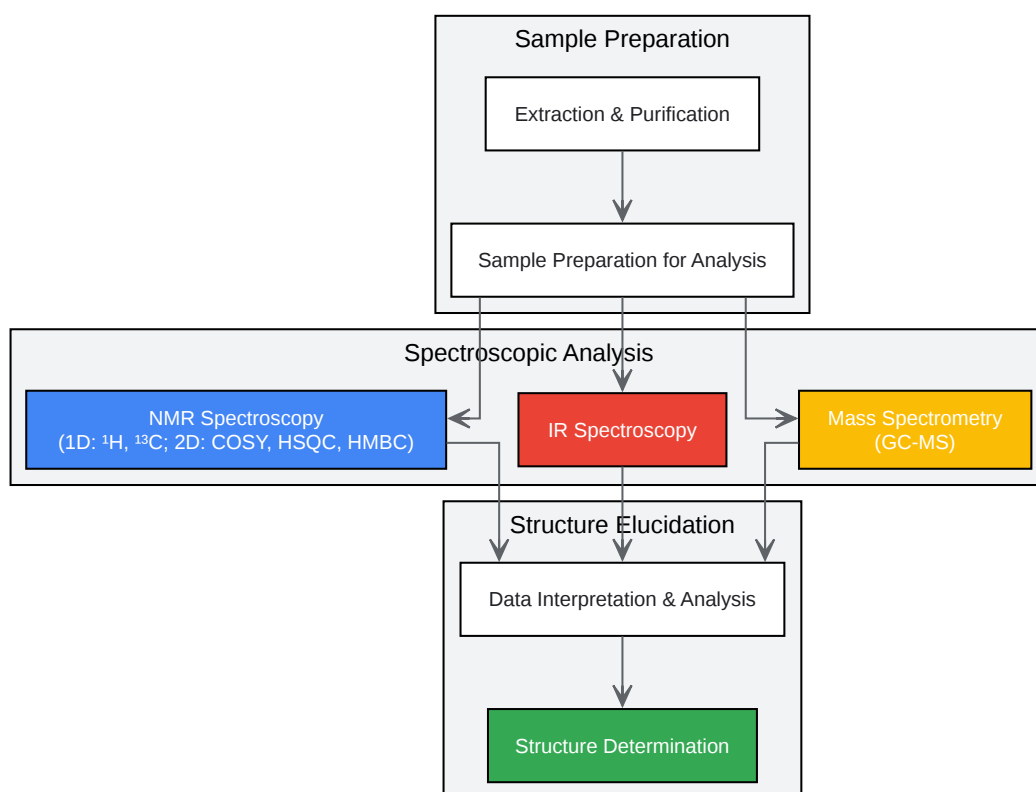 Sample Preparation
Extraction & Purification
Sample Preparation for Analysis
Spectroscopic Analysis
NMR Spectroscopy
(1D: ¹H, ¹³C; 2D: COSY, HSQC, HMBC)
IR Spectroscopy
Mass Spectrometry
(GC-MS)
Structure Elucidation
Data Interpretation & Analysis
Structure Determination